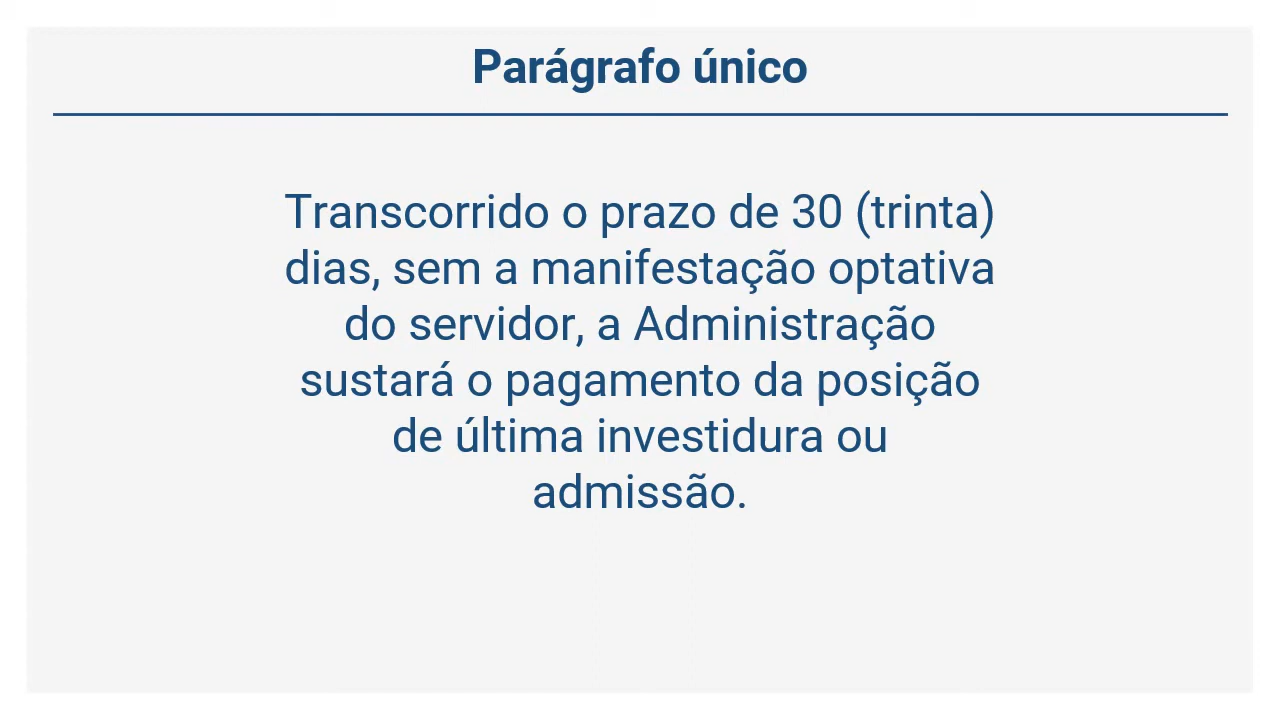 Parágrafo único
Transcorrido o prazo de 30 (trinta)
dias, sem a manifestação optativa
do servidor, a Administração
sustará o pagamento da posição
de última investidura ou
admissão.